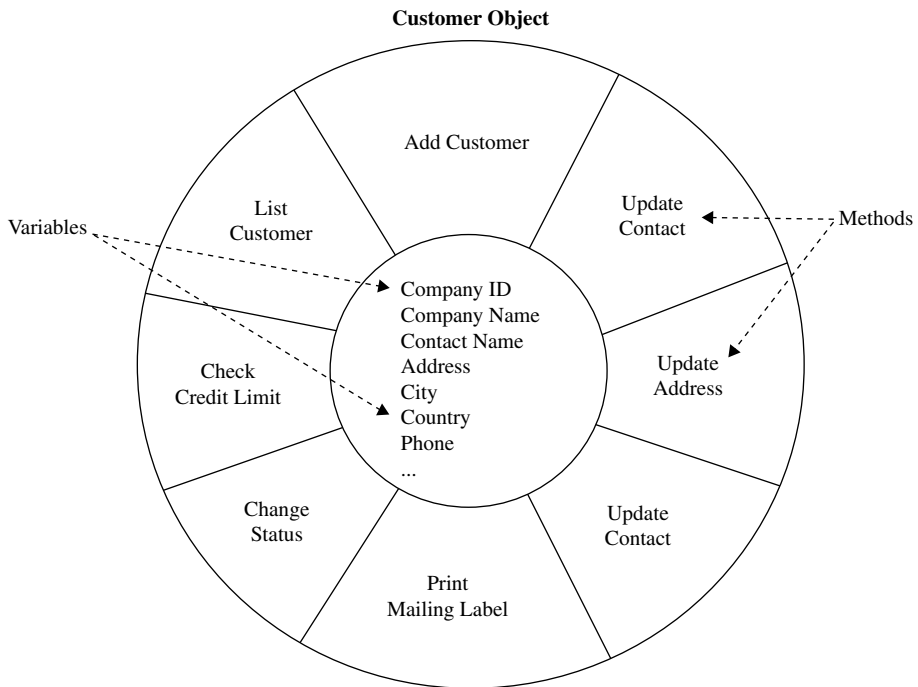 Customer Object
Add Customer
Update
Contact
Methods
List
Customer
Variables
Company ID
Company Name
Contact Name
Address
City
Country
Phone
...
Update
Address
Check
Credit Limit
Change
Status
Update
Contact
Print
Mailing Label